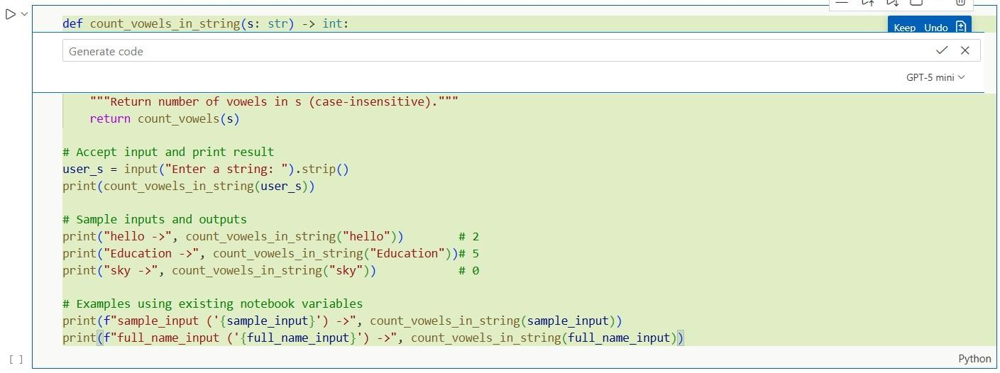 def count_vowels_in_string(s: str) -> int:
Keep Undo
Generate code
GPT-5 mini
"""Return number of vowels in s (case-insensitive)."""
return count_vowels(s)
# Accept input and print result
user_s = input("Enter a string: ").strip()
print(count_vowels_in_string(user_s))
# Sample inputs and outputs
print("hello ->", count_vowels_in_string("hello")) # 2
print("Education ->", count_vowels_in_string("Education"))# 5
print("sky ->", count_vowels_in_string("sky")) # 0
# Examples using existing notebook variables
print(f"sample_input ('{sample_input}') ->", count_vowels_in_string(sample_input))
print(f"full_name_input ('{full_name_input}') ->", count_vowels_in_string(full_name_input))
[ ]
Python